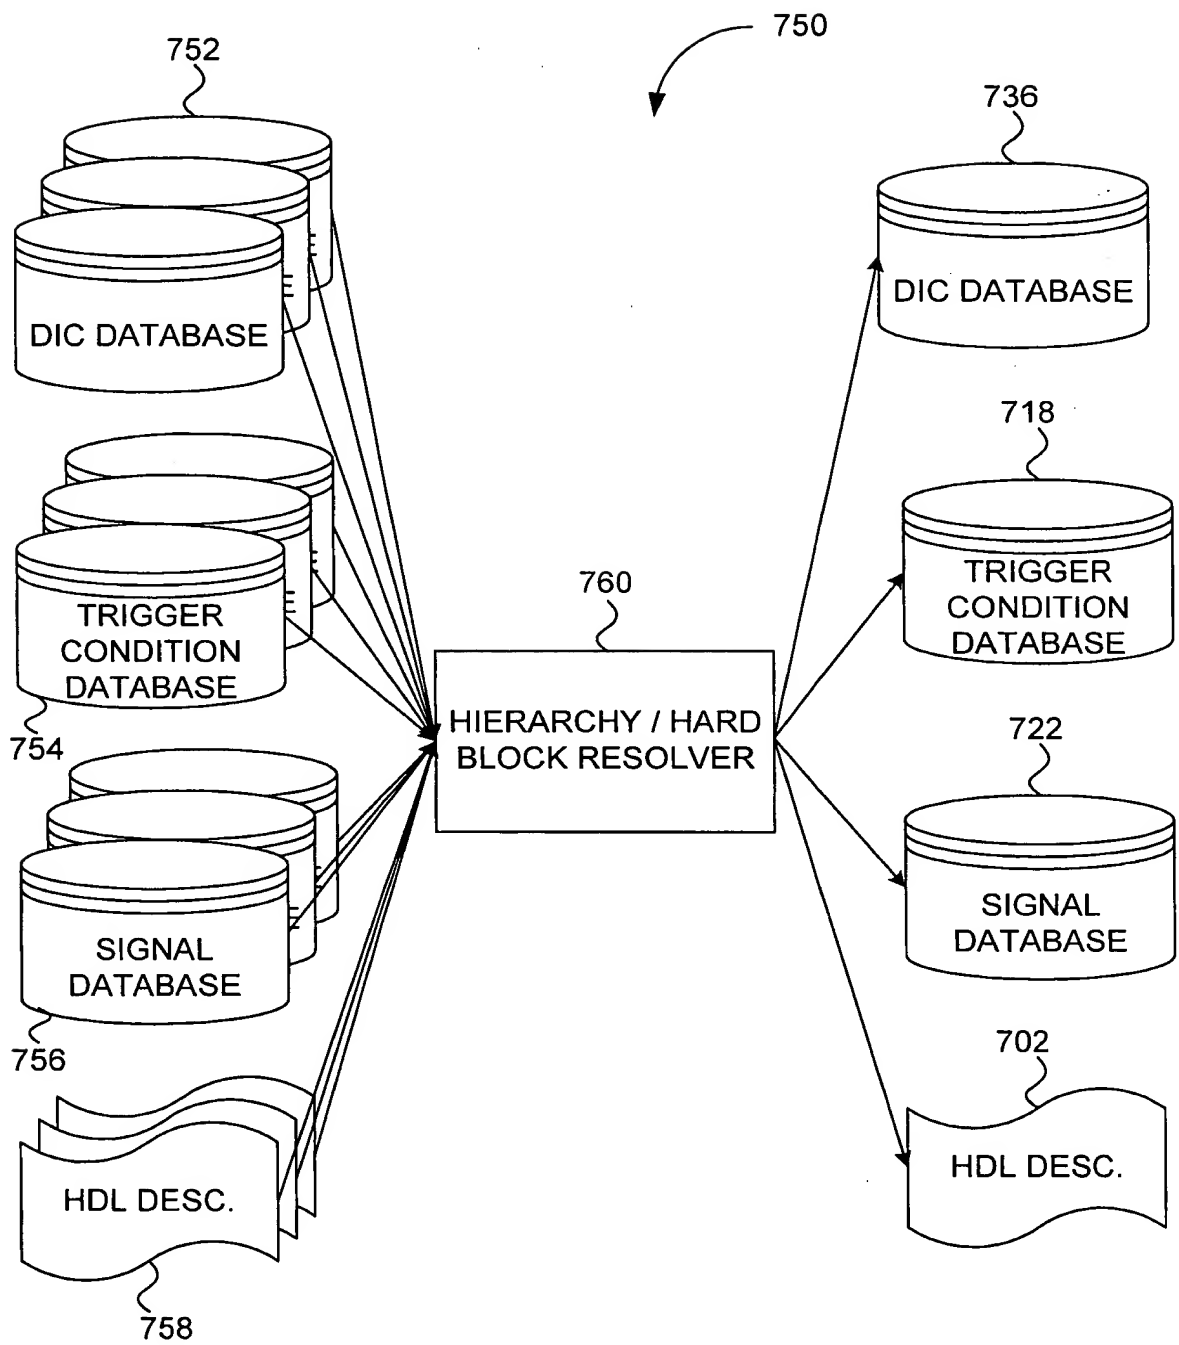 750
752
736
DIC DATABASE
DIC DATABASE
718
TRIGGER
CONDITION
DATABASE
TRIGGER
CONDITION
DATABASE
760
754
HIERARCHY / HARD
BLOCK RESOLVER
722
SIGNAL
DATABASE
SIGNAL
DATABASE
756
702
HDL DESC.
HDL DESC.
758